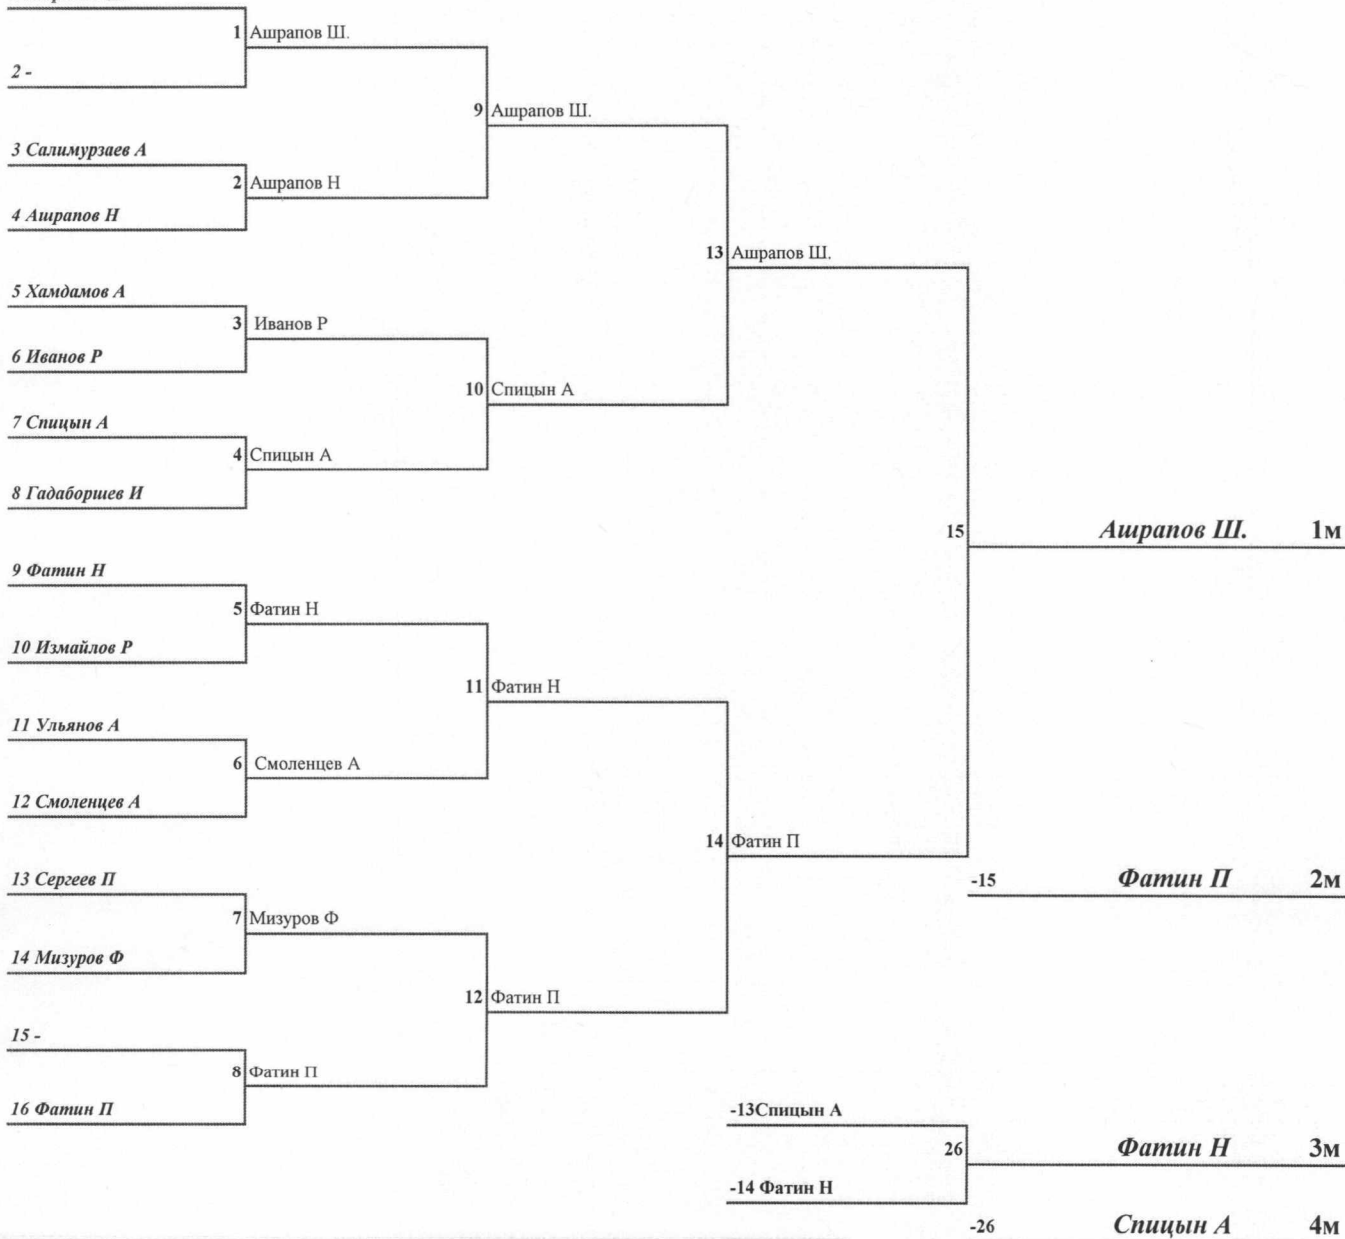 1 Ашрапов Ш.
2 -
9 Ашрапов Ш.
3 Салимурзаев А
2 Ашрапов Н
4 Ашрапов Н
13 Ашрапов Ш.
5 Хамдамов А
3 Иванов Р
6 Иванов Р
10 Спицын А
7 Спицын А
4 Спицын А
8 Гадаборшев И
15 Ашрапов Ш. 1м
9 Фатин Н
5 Фатин Н
10 Измайлов Р
11 Фатин Н
11 Ульянов А
6 Смоленцев А
12 Смоленцев А
14 Фатин П
13 Сергеев П
-15 Фатин П 2м
7 Мизуров Ф
14 Мизуров Ф
12 Фатин П
15 -
8 Фатин П
16 Фатин П
-13Спицын А
26 Фатин Н 3м
-14 Фатин Н
-26 Спицын А 4м